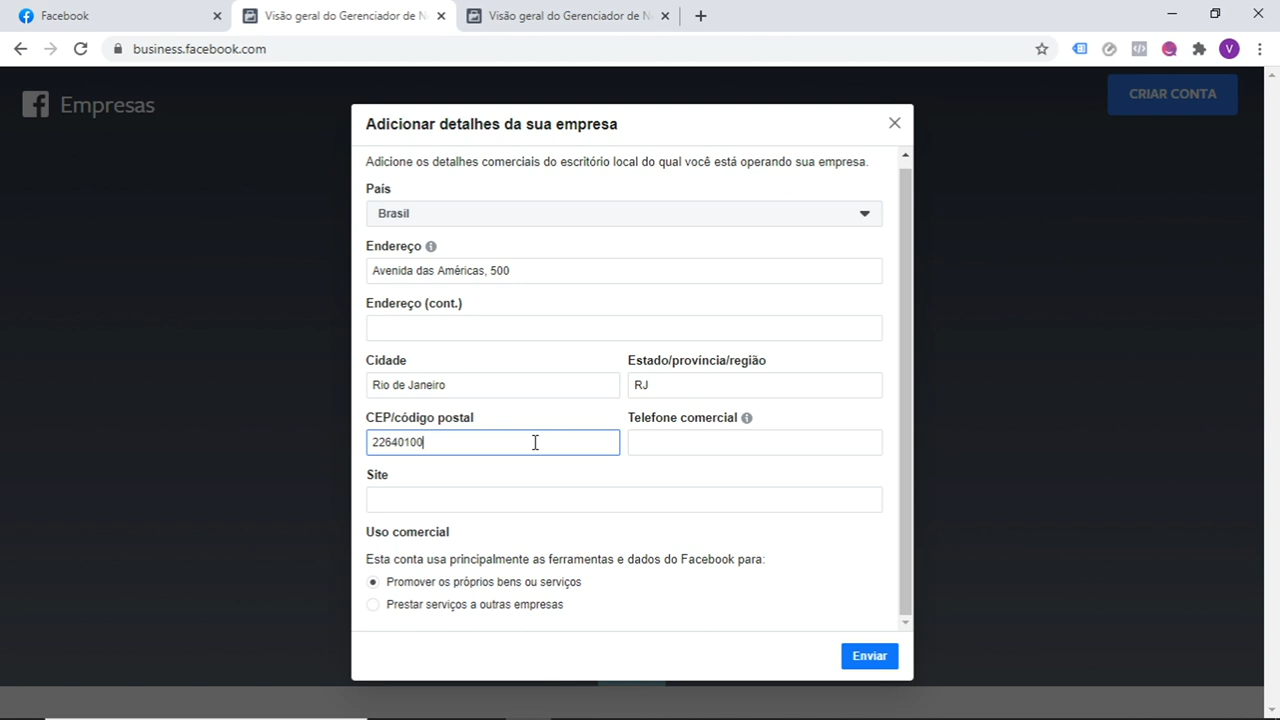 Facebook
Visão geral do Gerenciador de N
Visão geral do Gerenciador de N
business.facebook.com
V
Empresas
CRIAR CONTA
Adicionar detalhes da sua empresa
Adicione os detalhes comerciais do escritório local do qual você está operando sua empresa.
País
Brasil
Endereço
Avenida das Américas, 500
Endereço (cont.)
Cidade
Estado/província/região
Rio de Janeiro
RJ
CEP/código postal
Telefone comercial
22640100
Site
Uso comercial
Esta conta usa principalmente as ferramentas e dados do Facebook para:
Promover os próprios bens ou serviços
Prestar serviços a outras empresas
Enviar